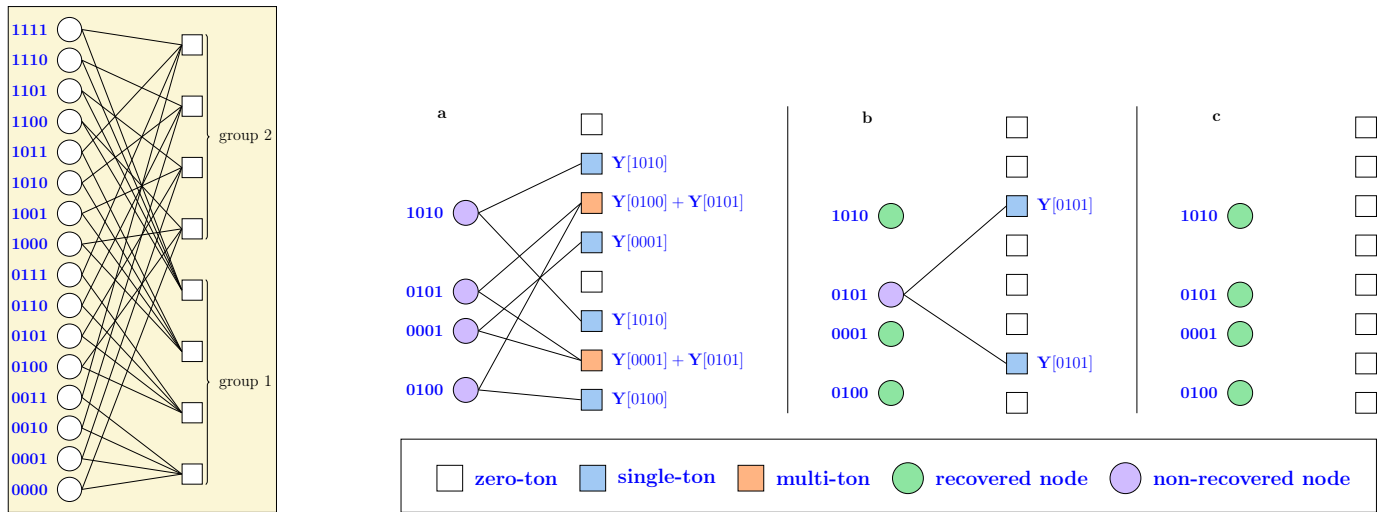 1111
1110
1101
1100
1011
1010
1001
1000
0111
0110
0101
0100
0011
0010
0001
0000
group 2
group 1
a
1010
0101
0001
0100
Y[1010]
Y[0100] + Y[0101]
Y[0001]
Y[1010]
Y[0001] + Y[0101]
Y[0100]
b
1010
0101
0001
0100
Y[0101]
Y[0101]
c
1010
0101
0001
0100
zero-ton single-ton multi-ton recovered node non-recovered node